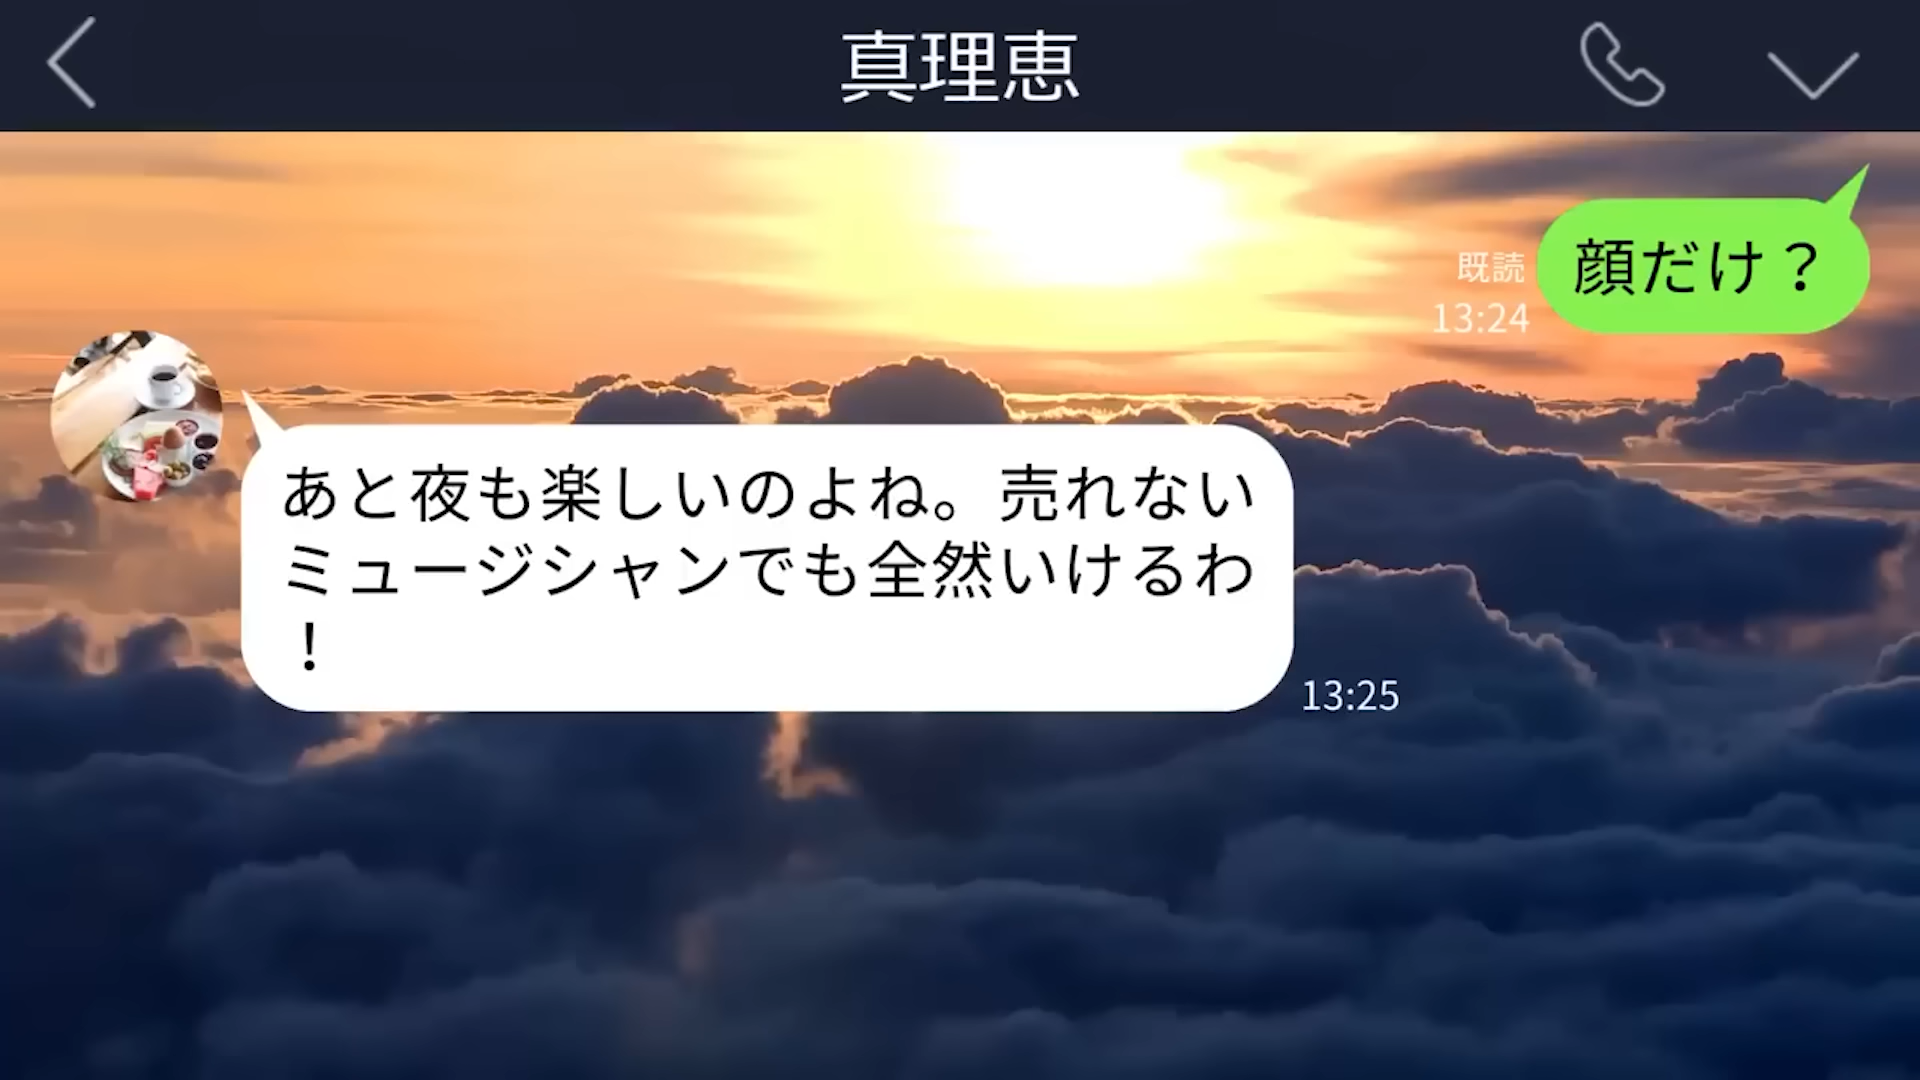 真理恵
顔だけ？
既読
13:24
あと夜も楽しいのよね。売れない
ミュージシャンでも全然いけるわ
！
13:25